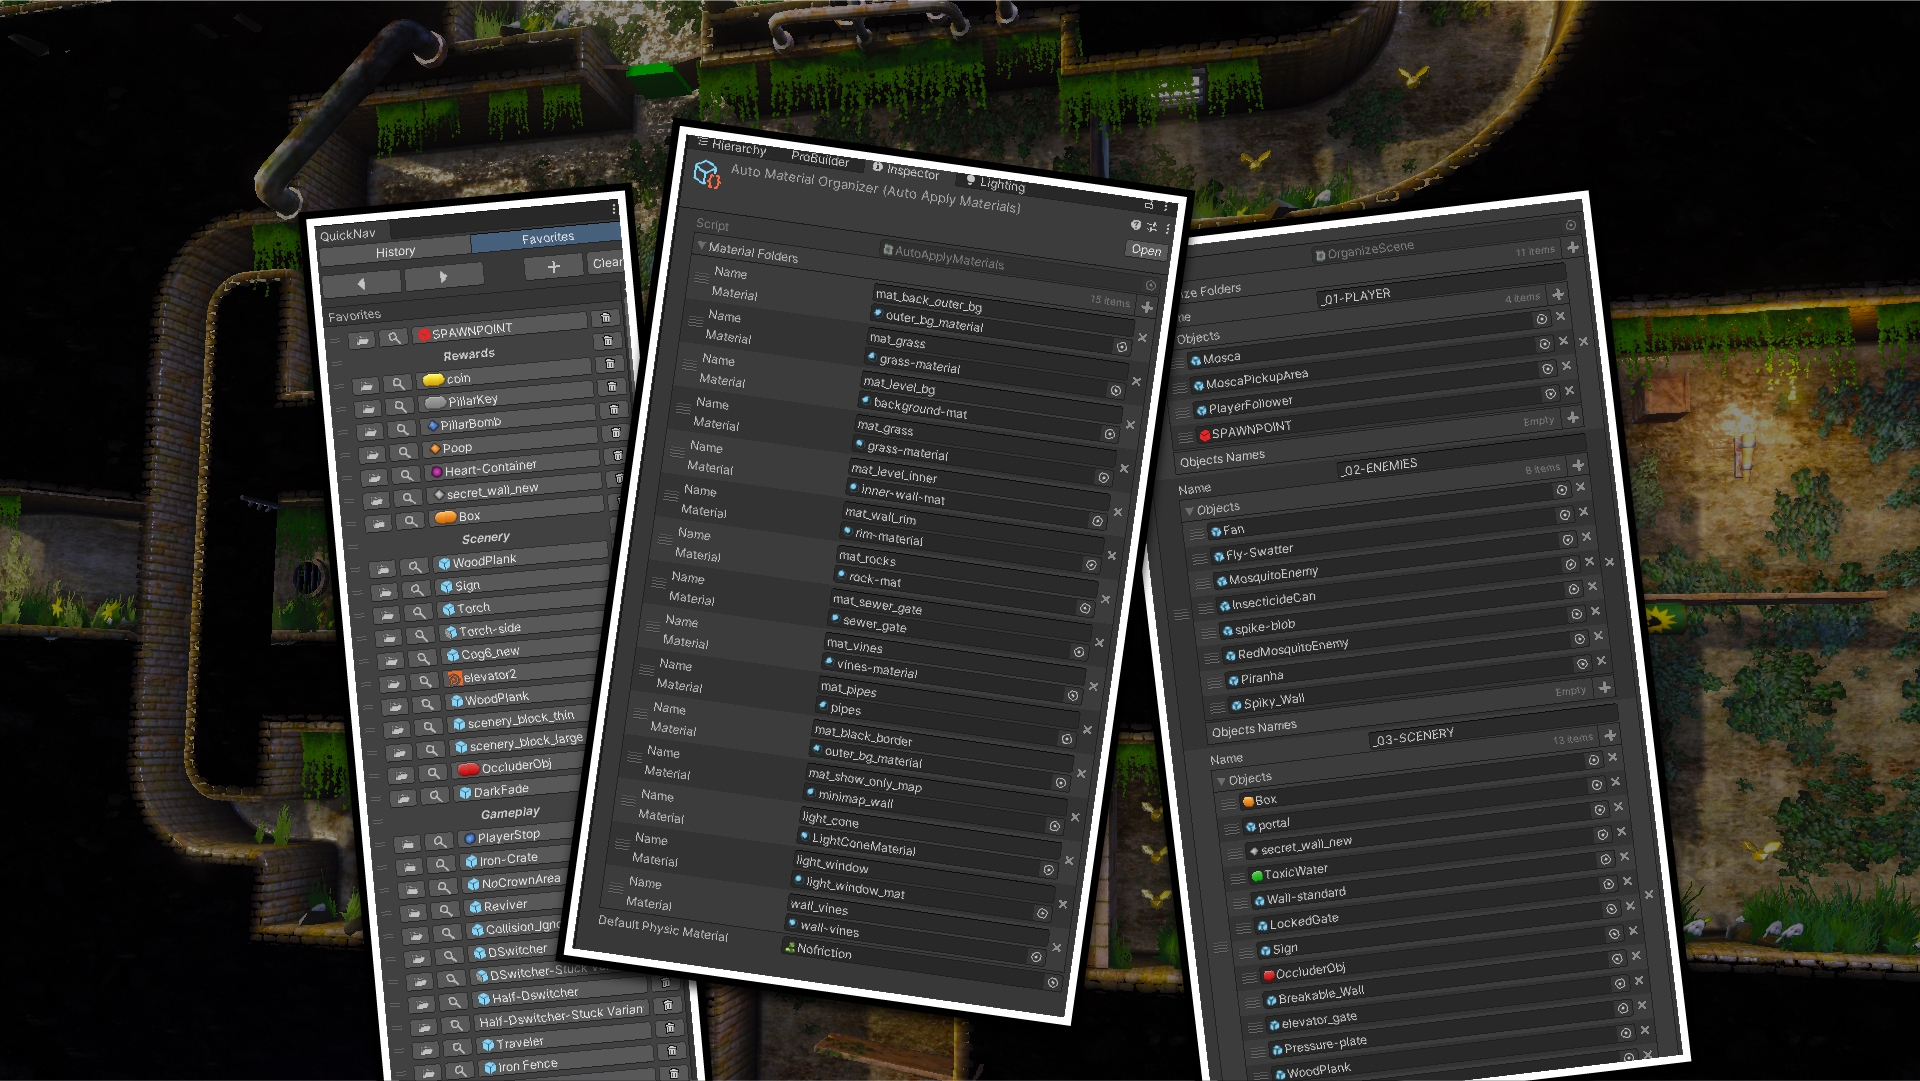 QuickNav
History
Favorites
Clear
Favorites
SPAWNPOINT
Rewards
coin
PillarKey
PillarBomb
Poop
Heart-Container
secret_wall_new
Box
Scenery
WoodPlank
Sign
Torch
Torch-side
Cog6_new
elevator2
WoodPlank
scenery_block_thin
scenery_block_large
OccluderObj
DarkFade
Gameplay
PlayerStop
Iron-Crate
NoCrownArea
Reviver
Collision_Igno
DSwitcher
DSwitcher-Stuck Va
Half-Dswitcher
Half-Dswitcher-Stuck Varian
Traveler
Iron Fence
Hierarchy
ProBuilder
Inspector
Lighting
Auto Material Organizer (Auto Apply Materials)
Open
Script
AutoApplyMaterials
Material Folders
15 items
Name
mat_back_outer_bg
Material
outer_bg_material
Name
mat_grass
Material
grass-material
Name
mat_level_bg
Material
background-mat
Name
mat_grass
Material
grass-material
Name
mat_level_inner
Material
inner-wall-mat
Name
mat_wall_rim
Material
rim-material
Name
mat_rocks
Material
rock-mat
Name
mat_sewer_gate
Material
sewer_gate
Name
mat_vines
Material
vines-material
Name
mat_pipes
Material
pipes
Name
mat_black_border
Material
outer_bg_material
Name
mat_show_only_map
Material
minimap_wall
Name
light_cone
Material
LightConeMaterial
Name
light_window
Material
light_window_mat
Name
wall_vines
Material
wall-vines
Default Physic Material
Nofriction
OrganizeScene
ize Folders
11 items
me
_01-PLAYER
Objects
4 items
Mosca
MoscaPickupArea
PlayerFollower
SPAWNPOINT
Objects Names
Empty
Name
_02-ENEMIES
Objects
8 items
Fan
Fly-Swatter
MosquitoEnemy
InsecticideCan
spike-blob
RedMosquitoEnemy
Piranha
Spiky_Wall
Objects Names
Empty
Name
_03-SCENERY
Objects
13 items
Box
portal
secret_wall_new
ToxicWater
Wall-standard
LockedGate
Sign
OccluderObj
Breakable_Wall
elevator_gate
Pressure-plate
WoodPlank